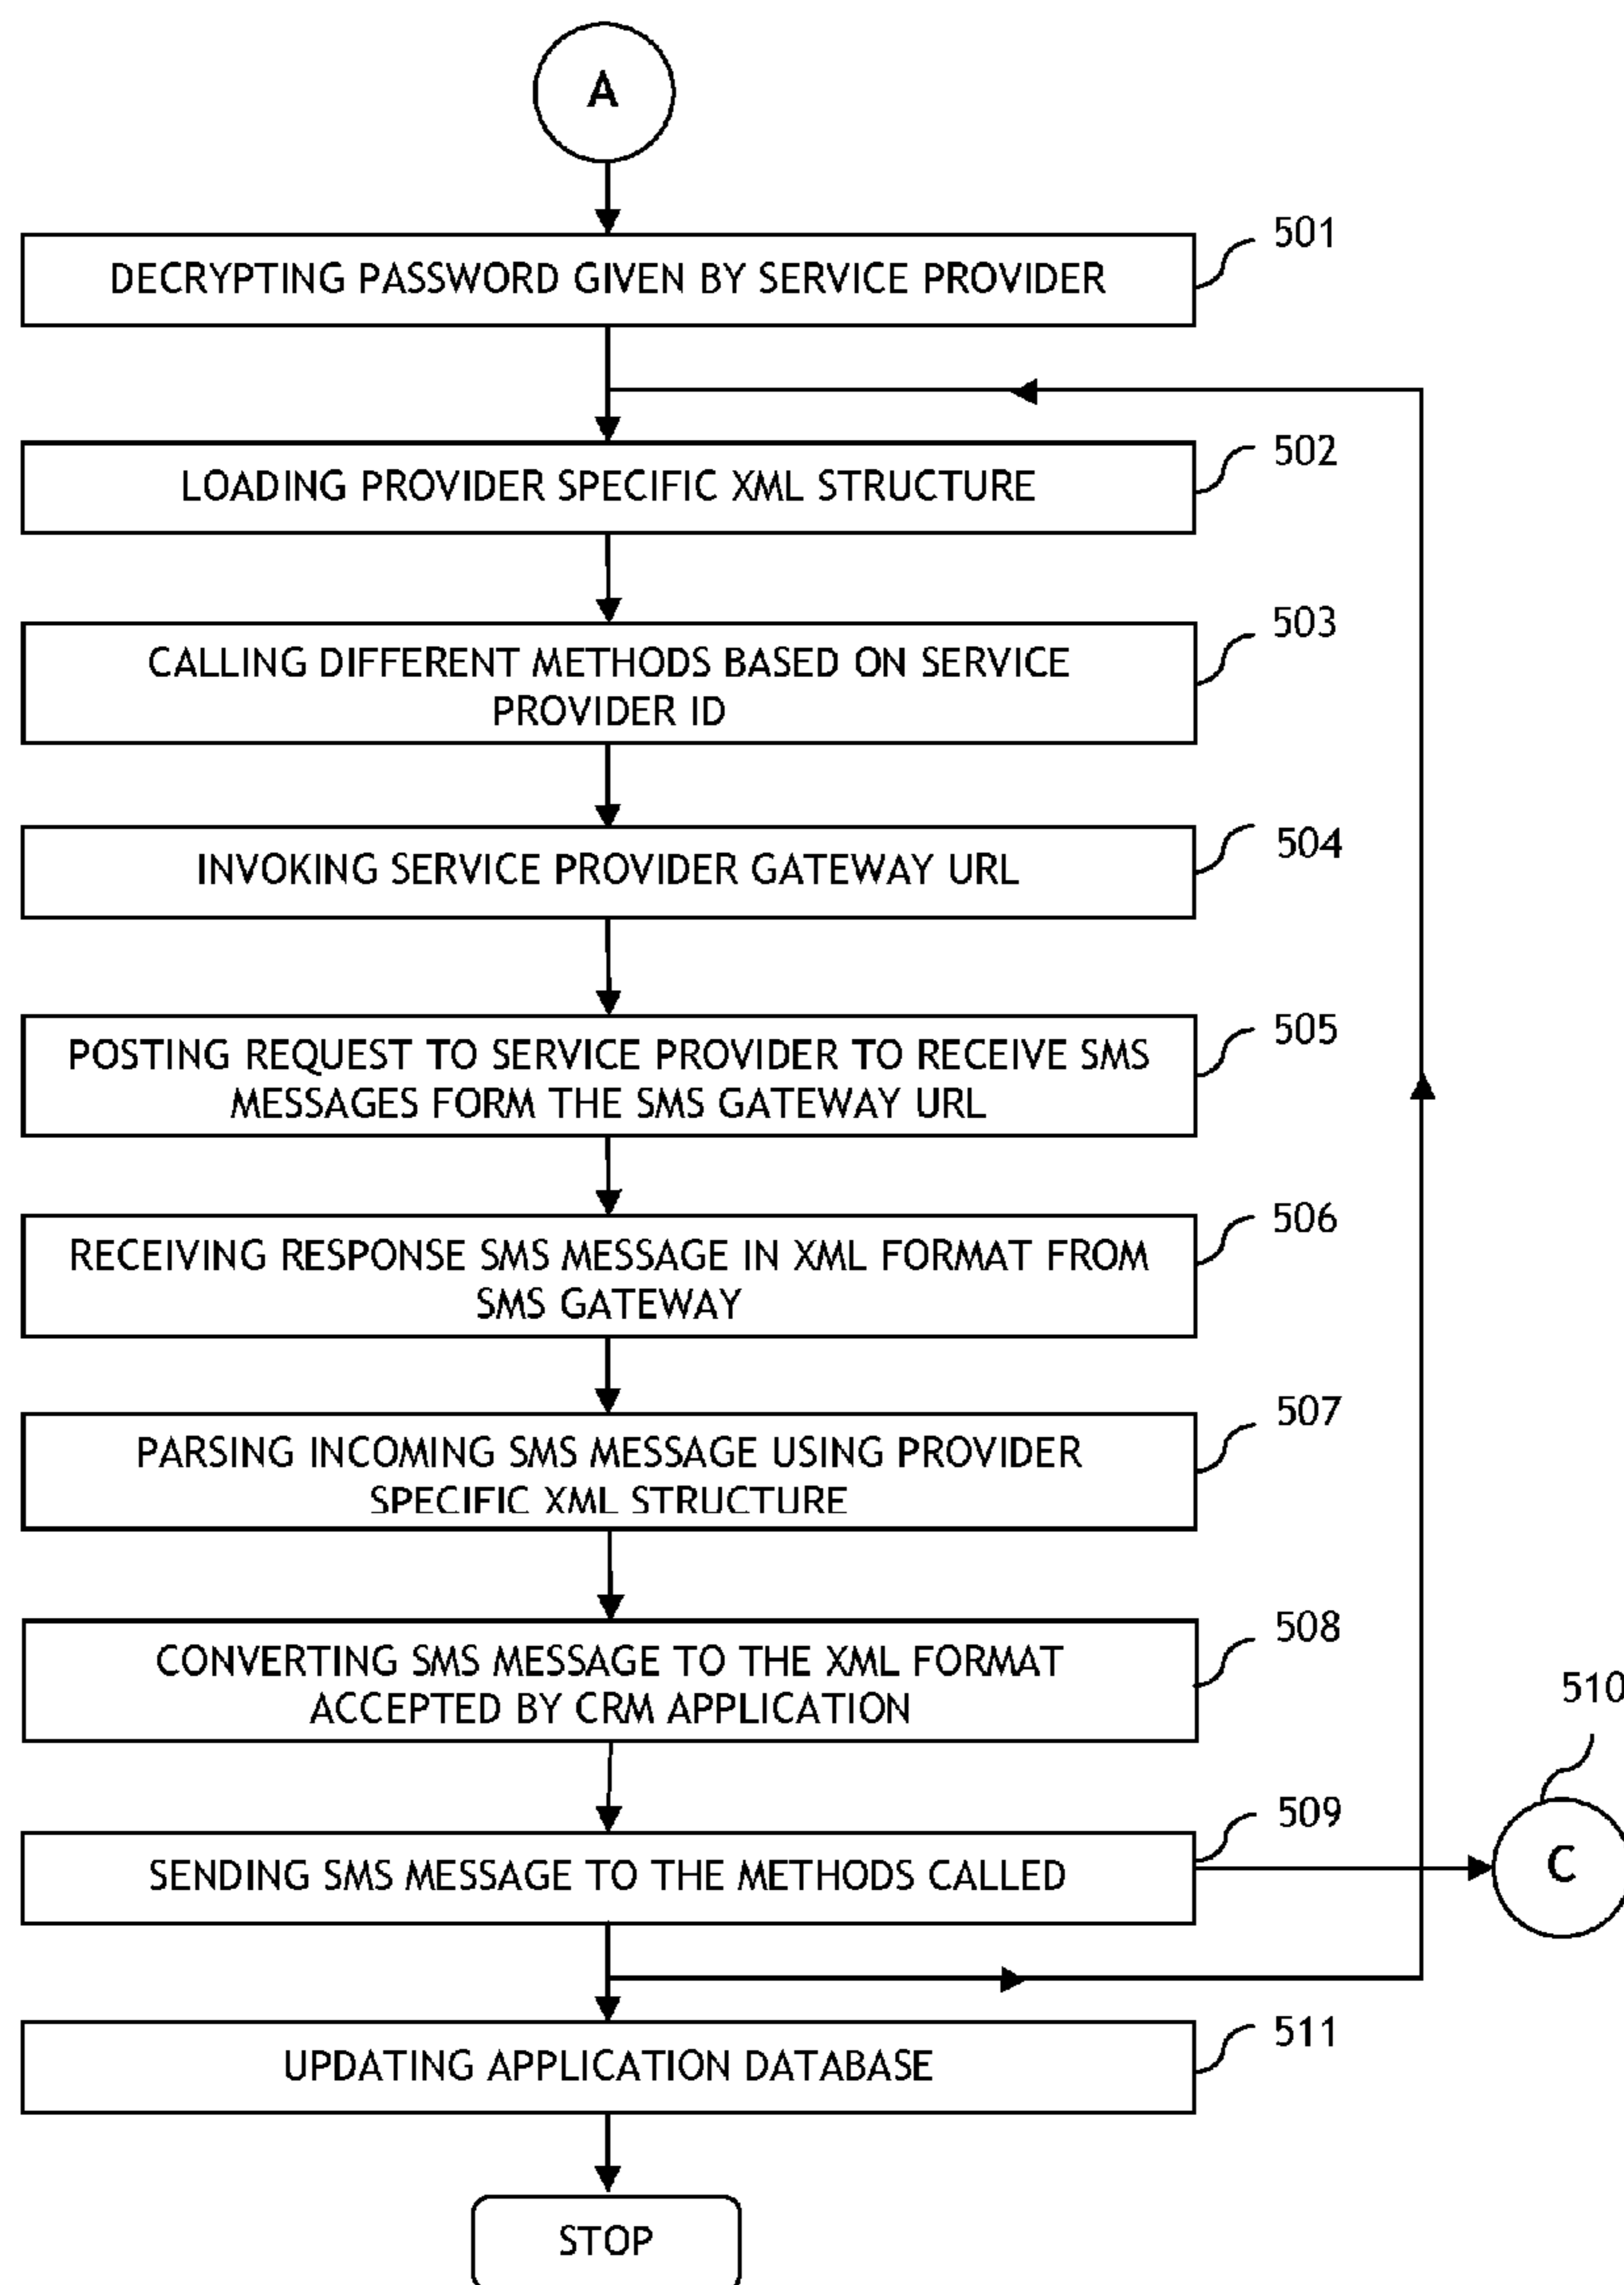 A
501
DECRYPTING PASSWORD GIVEN BY SERVICE PROVIDER
502
LOADING PROVIDER SPECIFIC XML STRUCTURE
503
CALLING DIFFERENT METHODS BASED ON SERVICE
PROVIDER ID
504
INVOKING SERVICE PROVIDER GATEWAY URL
505
POSTING REQUEST TO SERVICE PROVIDER TO RECEIVE SMS
MESSAGES FORM THE SMS GATEWAY URL
506
RECEIVING RESPONSE SMS MESSAGE IN XML FORMAT FROM
SMS GATEWAY
507
PARSING INCOMING SMS MESSAGE USING PROVIDER
SPECIFIC XML STRUCTURE
508
CONVERTING SMS MESSAGE TO THE XML FORMAT
ACCEPTED BY CRM APPLICATION
510
509
SENDING SMS MESSAGE TO THE METHODS CALLED
C
511
UPDATING APPLICATION DATABASE
STOP